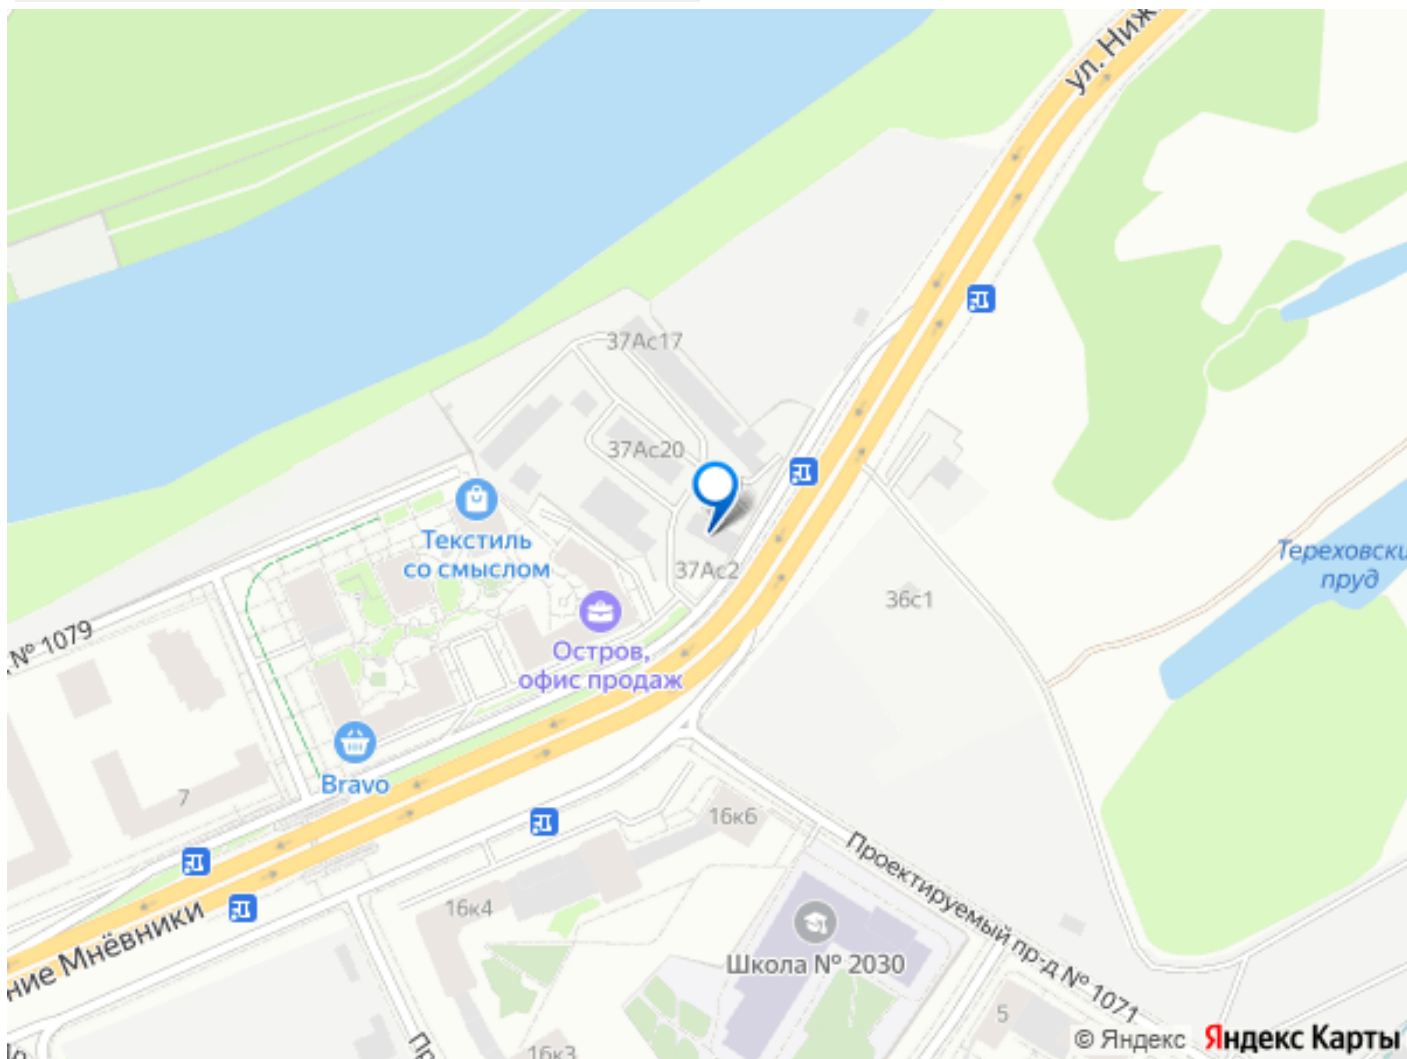 ул. Ниж
37Ас17
37Ас20
Текстиль
со смыслом
37Ас2
Тереховски
пруд
36с1
№ 1079
Остров,
офис продаж
Bravo
7
16к6
Проектируемый пр-д № 1071
16к4
ние Мнёвники
Школа № 2030
5
16к3
Пр
© Яндекс Яндекс Карты